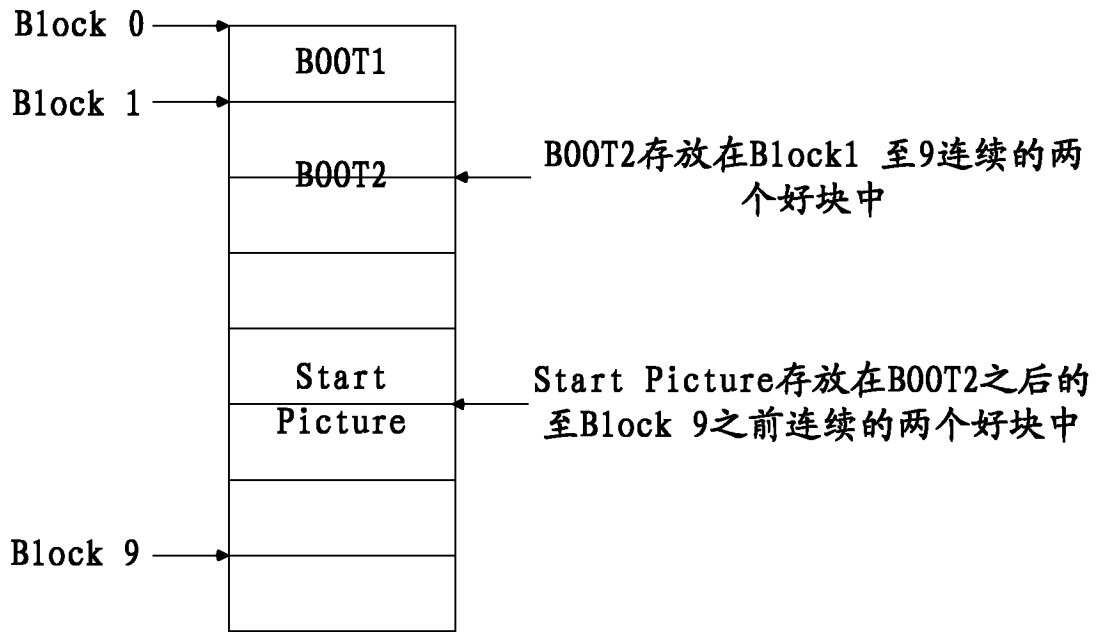 Block 0
BOOT1
Block 1
BOOT2
BOOT2存放在Block1 至9连续的两
个好块中
Start
Picture
Start Picture存放在BOOT2之后的
至Block 9之前连续的两个好块中
Block 9